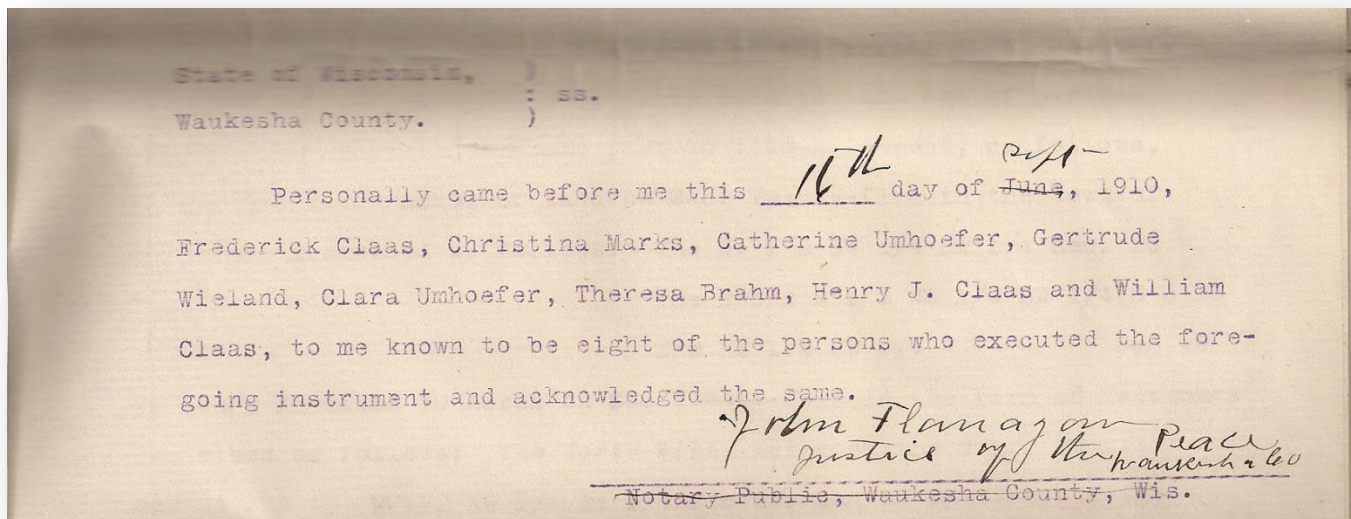 State of Wisconsin, )
: ss.
Waukesha County. )
Sept
Personally came before me this 16th day of June, 1910,
Frederick Claas, Christina Marks, Catherine Umhoefer, Gertrude
Wieland, Clara Umhoefer, Theresa Brahm, Henry J. Claas and William
Claas, to me known to be eight of the persons who executed the fore-
going instrument and acknowledged the same.
John Flanagan
Justice of the Peace
Waukesha Co
Notary Public, Waukesha County, Wis.